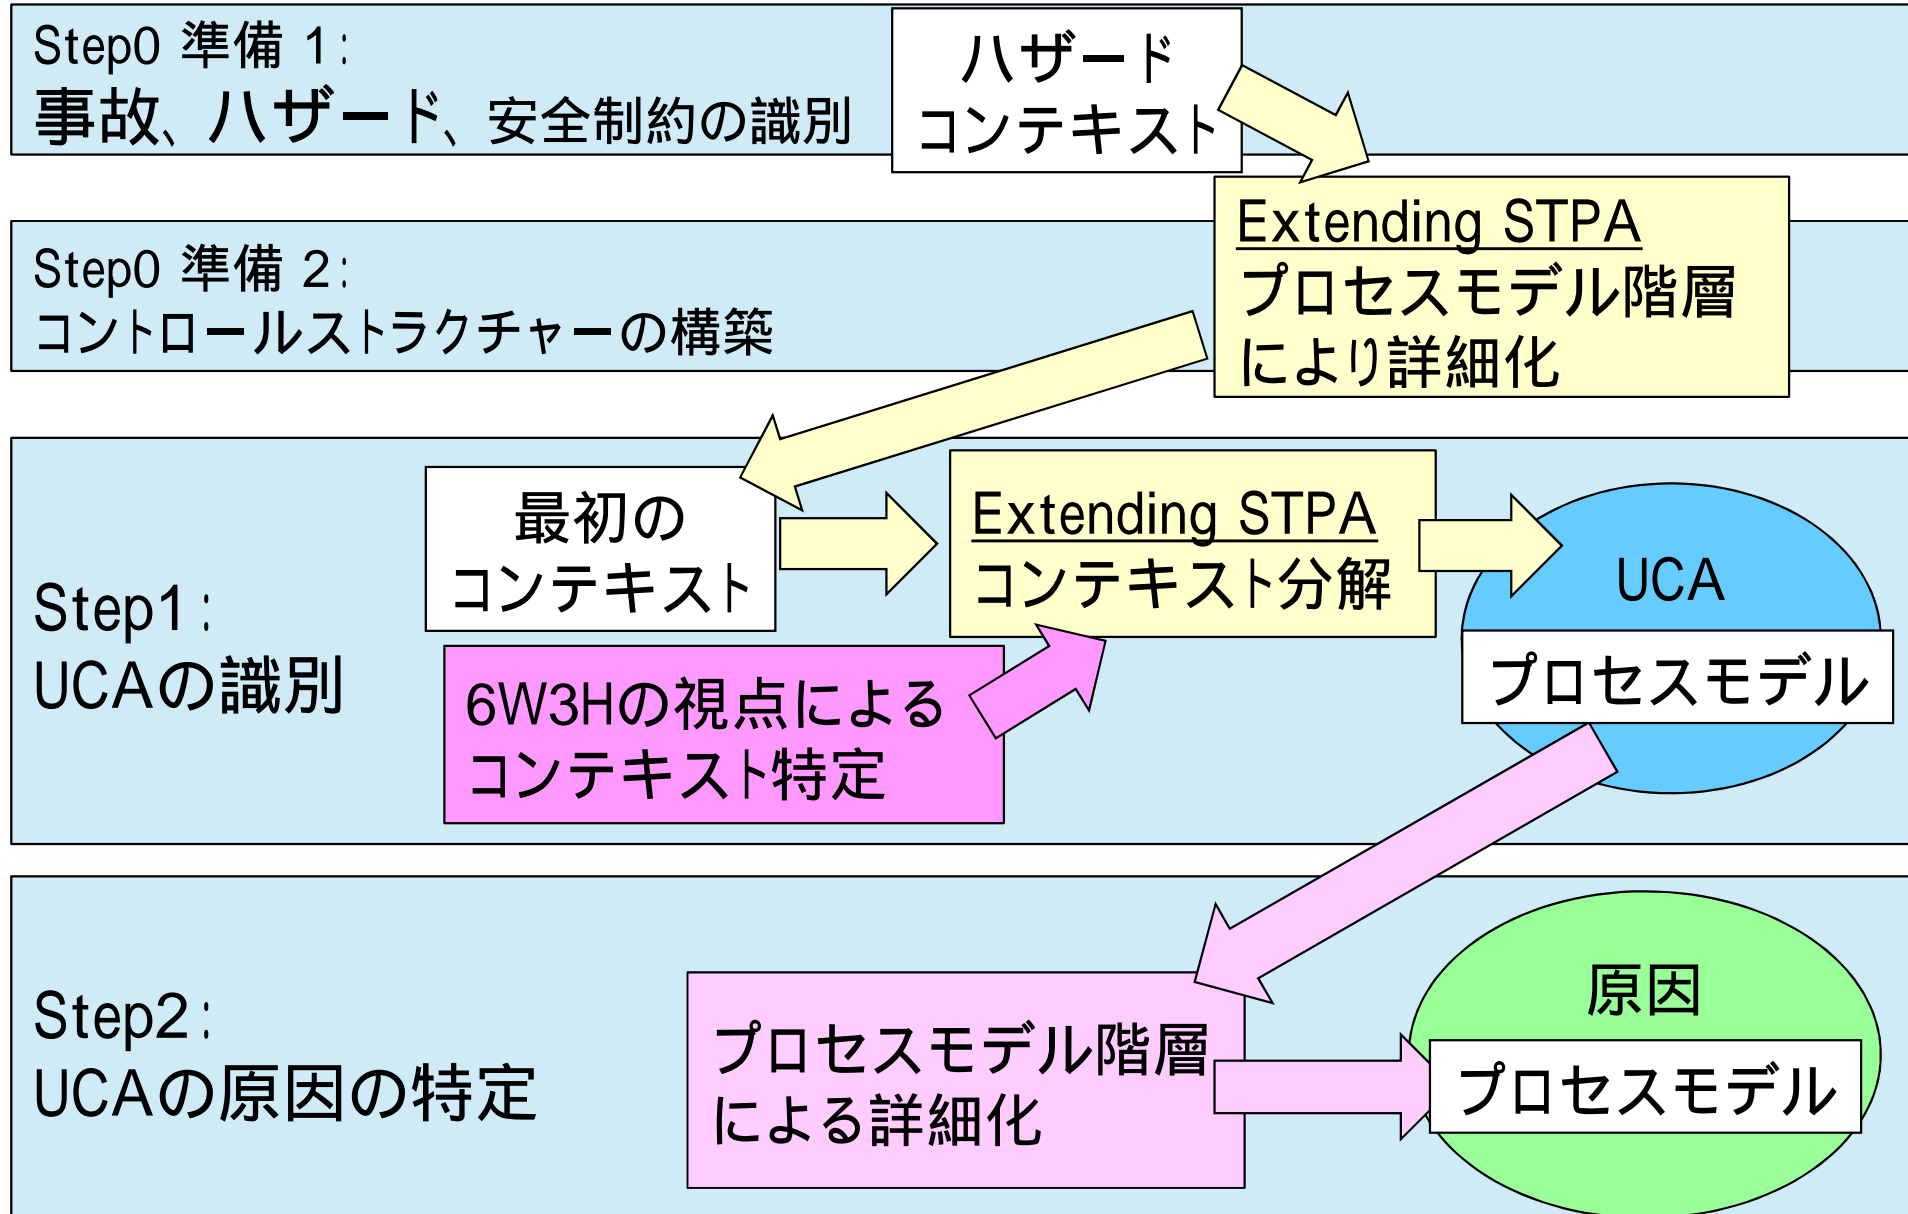 Step0 準備 1:
事故、ハザード、安全制約の識別
ハザード
コンテキスト
Step0 準備 2:
コントロールストラクチャーの構築
Extending STPA
プロセスモデル階層
により詳細化
Step1:
UCAの識別
最初の
コンテキスト
Extending STPA
コンテキスト分解
UCA
プロセスモデル
6W3Hの視点による
コンテキスト特定
Step2:
UCAの原因の特定
プロセスモデル階層
による詳細化
原因
プロセスモデル